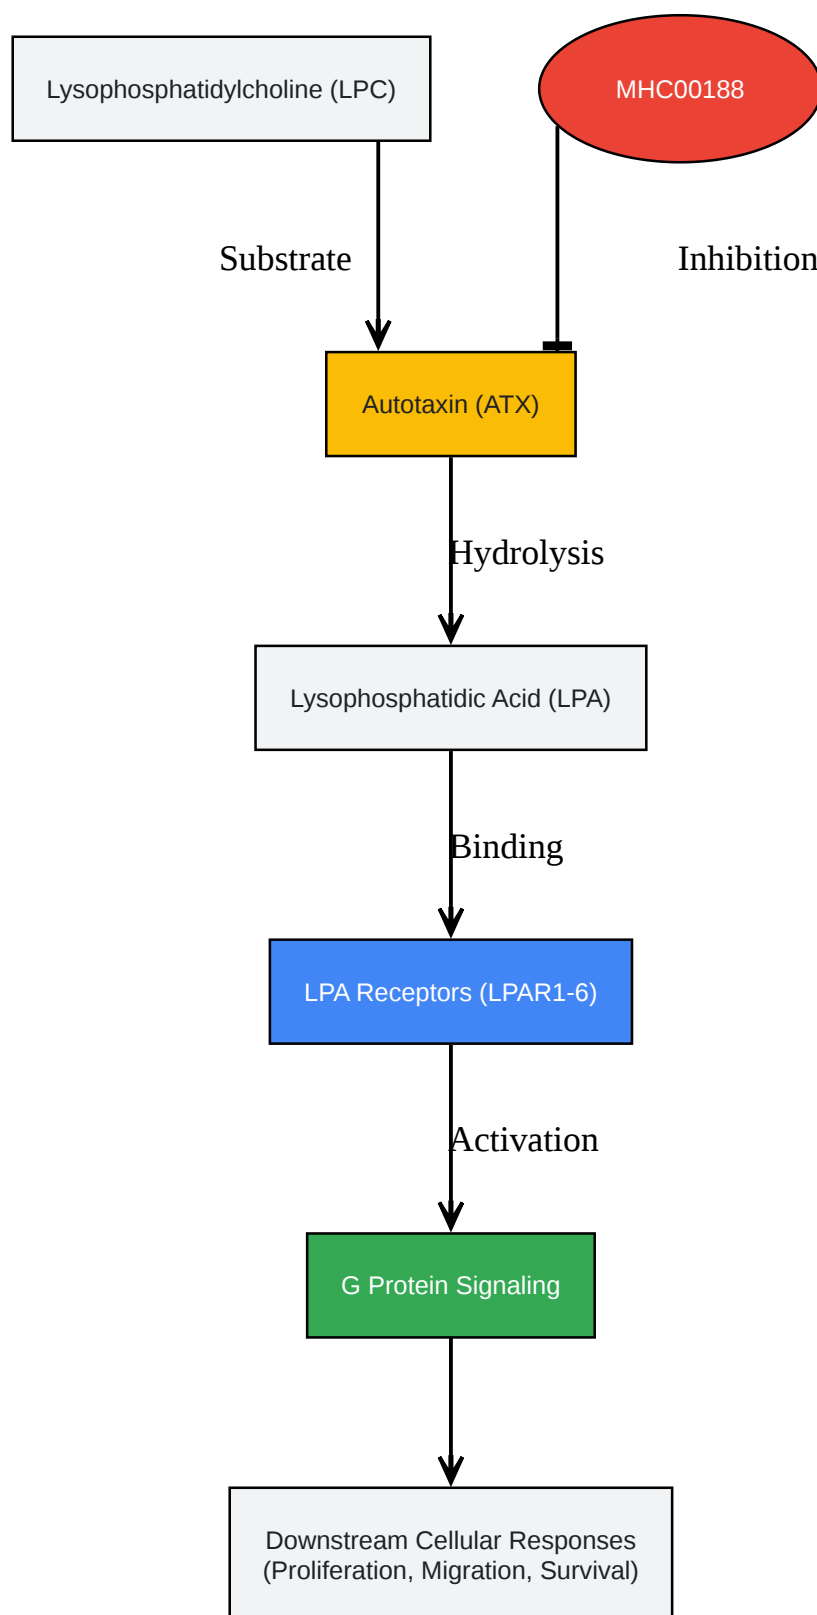 Lysophosphatidylcholine (LPC)
MHC00188
Substrate
Inhibition
Autotaxin (ATX)
Hydrolysis
Lysophosphatidic Acid (LPA)
Binding
LPA Receptors (LPAR1-6)
Activation
G Protein Signaling
Downstream Cellular Responses
(Proliferation, Migration, Survival)